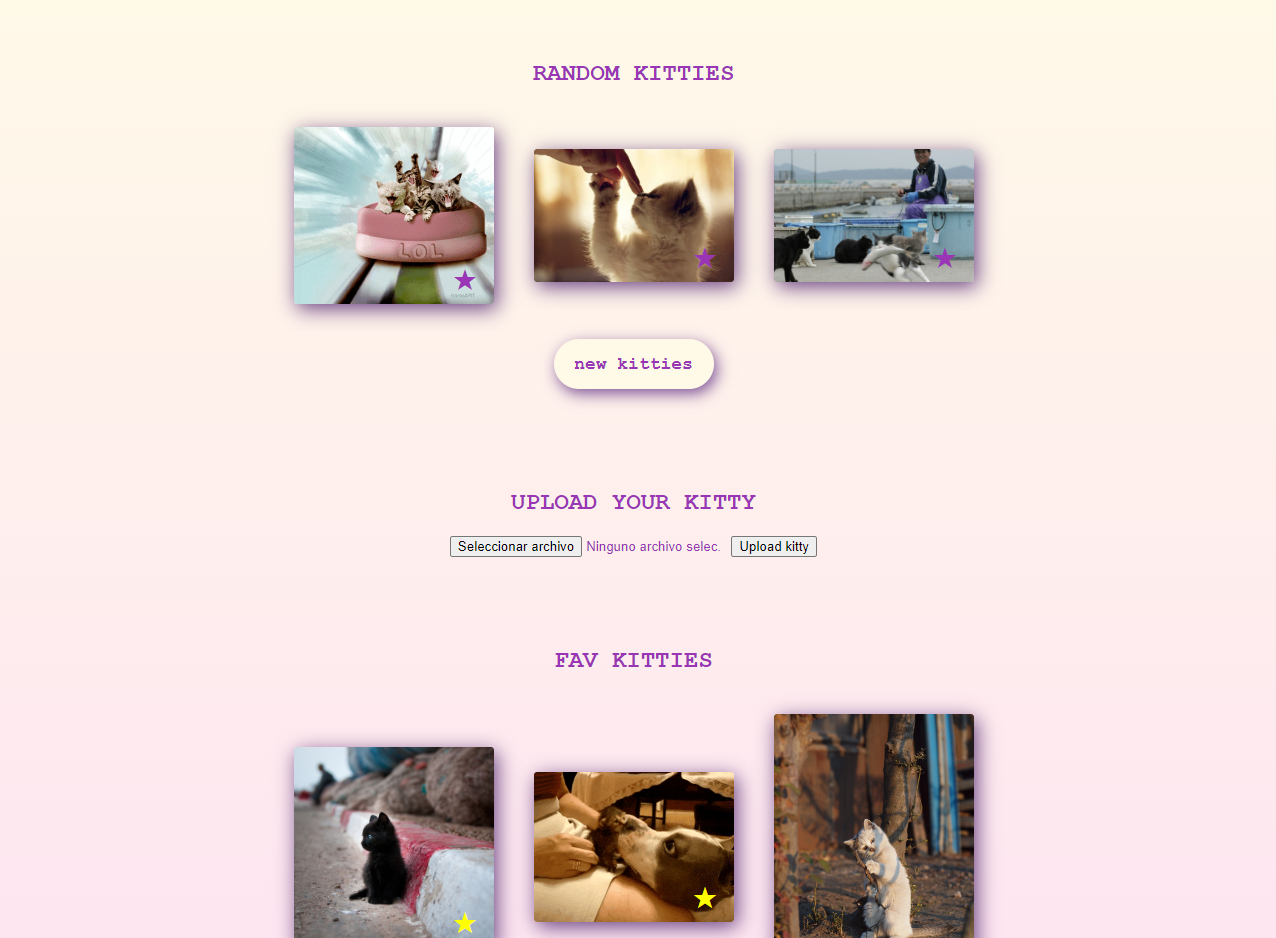 RANDOM KITTIES
LOL
new kitties
UPLOAD YOUR KITTY
Seleccionar archivo Ninguno archivo selec. Upload kitty
FAV KITTIES